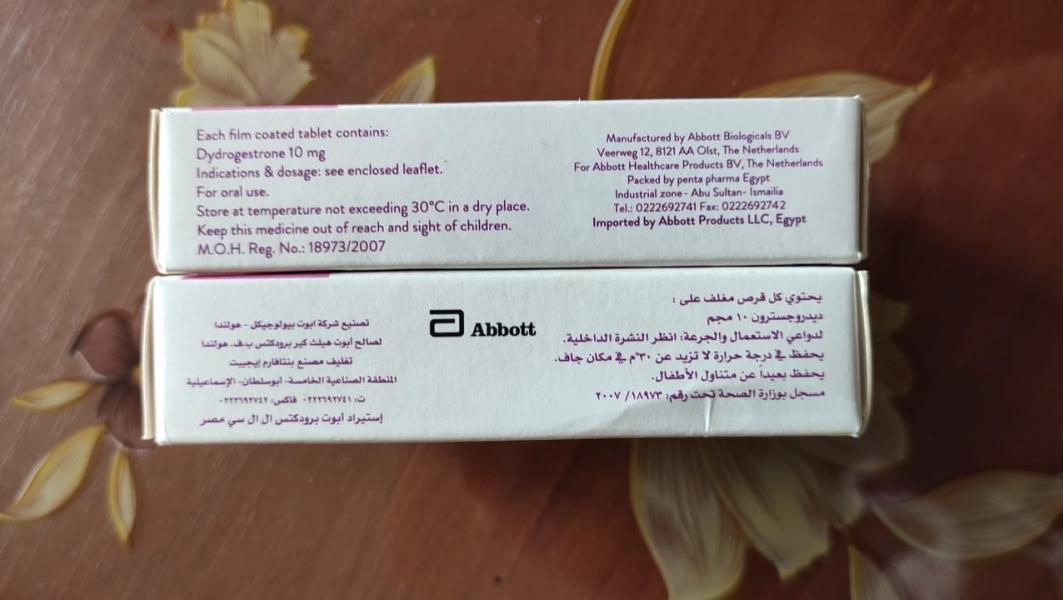 Each film coated tablet contains:
Dydrogestrone 10 mg
Indications & dosage: see enclosed leaflet.
For oral use.
Store at temperature not exceeding 30°C in a dry place.
Keep this medicine out of reach and sight of children.
M.O.H. Reg. No.: 18973/2007
Manufactured by Abbott Biologicals BV
Veerweg 12, 8121 AA Olst, The Netherlands
For Abbott Healthcare Products BV, The Netherlands
Packed by penta pharma Egypt
Industrial zone- Abu Sultan- Ismailia
Tel.: 0222692741 Fax: 0222692742
Imported by Abbott Products LLC, Egypt
يحتوي كل قرص مغلف على :
ديدروجسترون ١٠ مجم
لدواعي الاستعمال والجرعة: انظر النشرة الداخلية.
يحفظ في درجة حرارة لا تزيد عن ٣٠°م في مكان جاف.
يحفظ بعيداً عن متناول الأطفال.
مسجل بوزارة الصحة تحت رقم: ١٨٩٧٣/ ٢٠٠٧
Abbott
تصنيع شركة ابوت بيولوجيكل - هولندا
لصالح أبوت هيلث كير برودكتس ب.ف. هولندا
تغليف مصنع بنتافارم إيجيبت
المنطقة الصناعية الخامسة- أبوسلطان- الإسماعيلية
ت: ٠٢٢٢٦٩٢٧٤١ فاكس: ٠٢٢٢٦٩٢٧٤٢
إستيراد أبوت برودكتس ال ال سي مصر